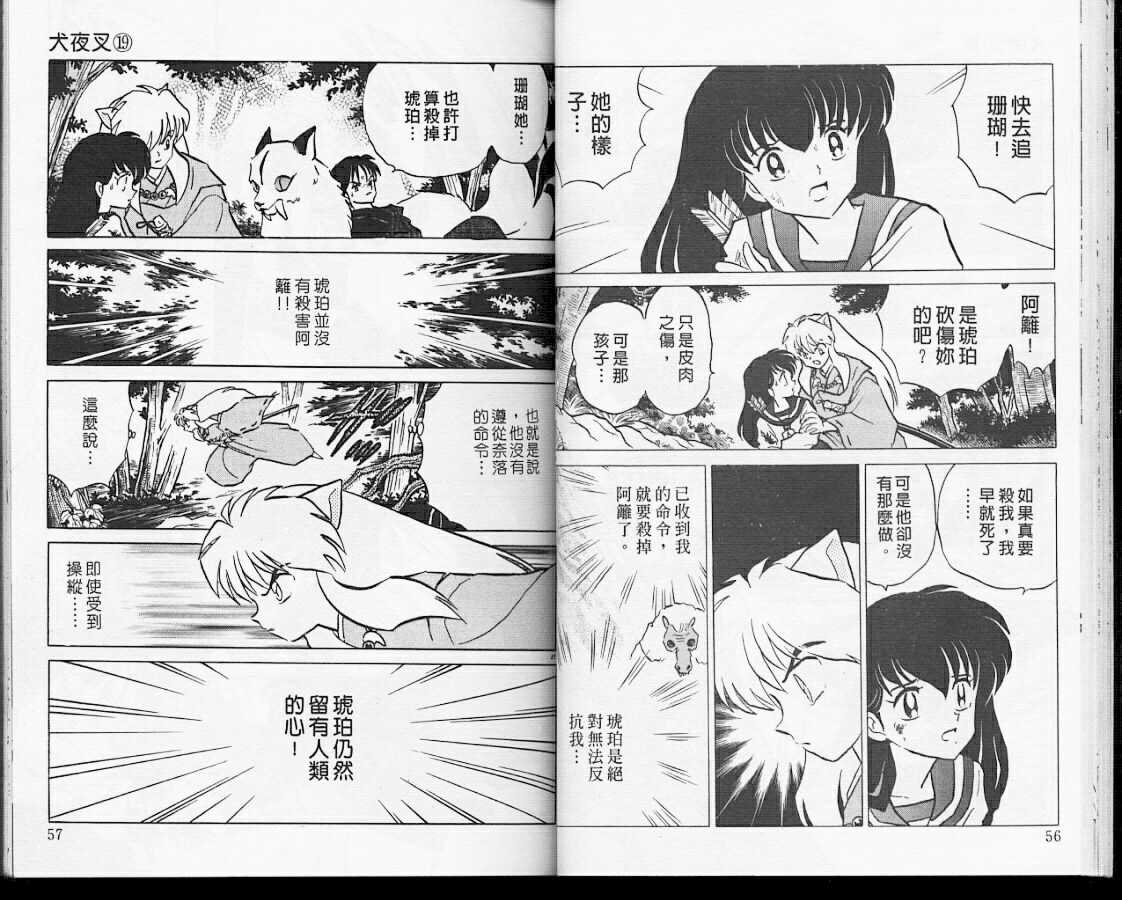 快去追
珊瑚！
她的樣
子…
阿籬！
是琥珀
砍傷妳
的吧？
只是皮肉
之傷，
可是那
孩子…
如果真要
殺我，我
早就死了
……
可是他卻沒
有那麼做。
已收到我
的命令，
就要殺掉
阿籬了。
琥珀是絕
對無法反
抗我…
56
犬夜叉⑲
珊瑚她…
也許打
算殺掉
琥珀…
琥珀並沒
有殺害阿
籬!!
也就是說
，他沒有
遵從奈落
的命令…
這麼說…
即使受到
操縱……
琥珀仍然
留有人類
的心！
57